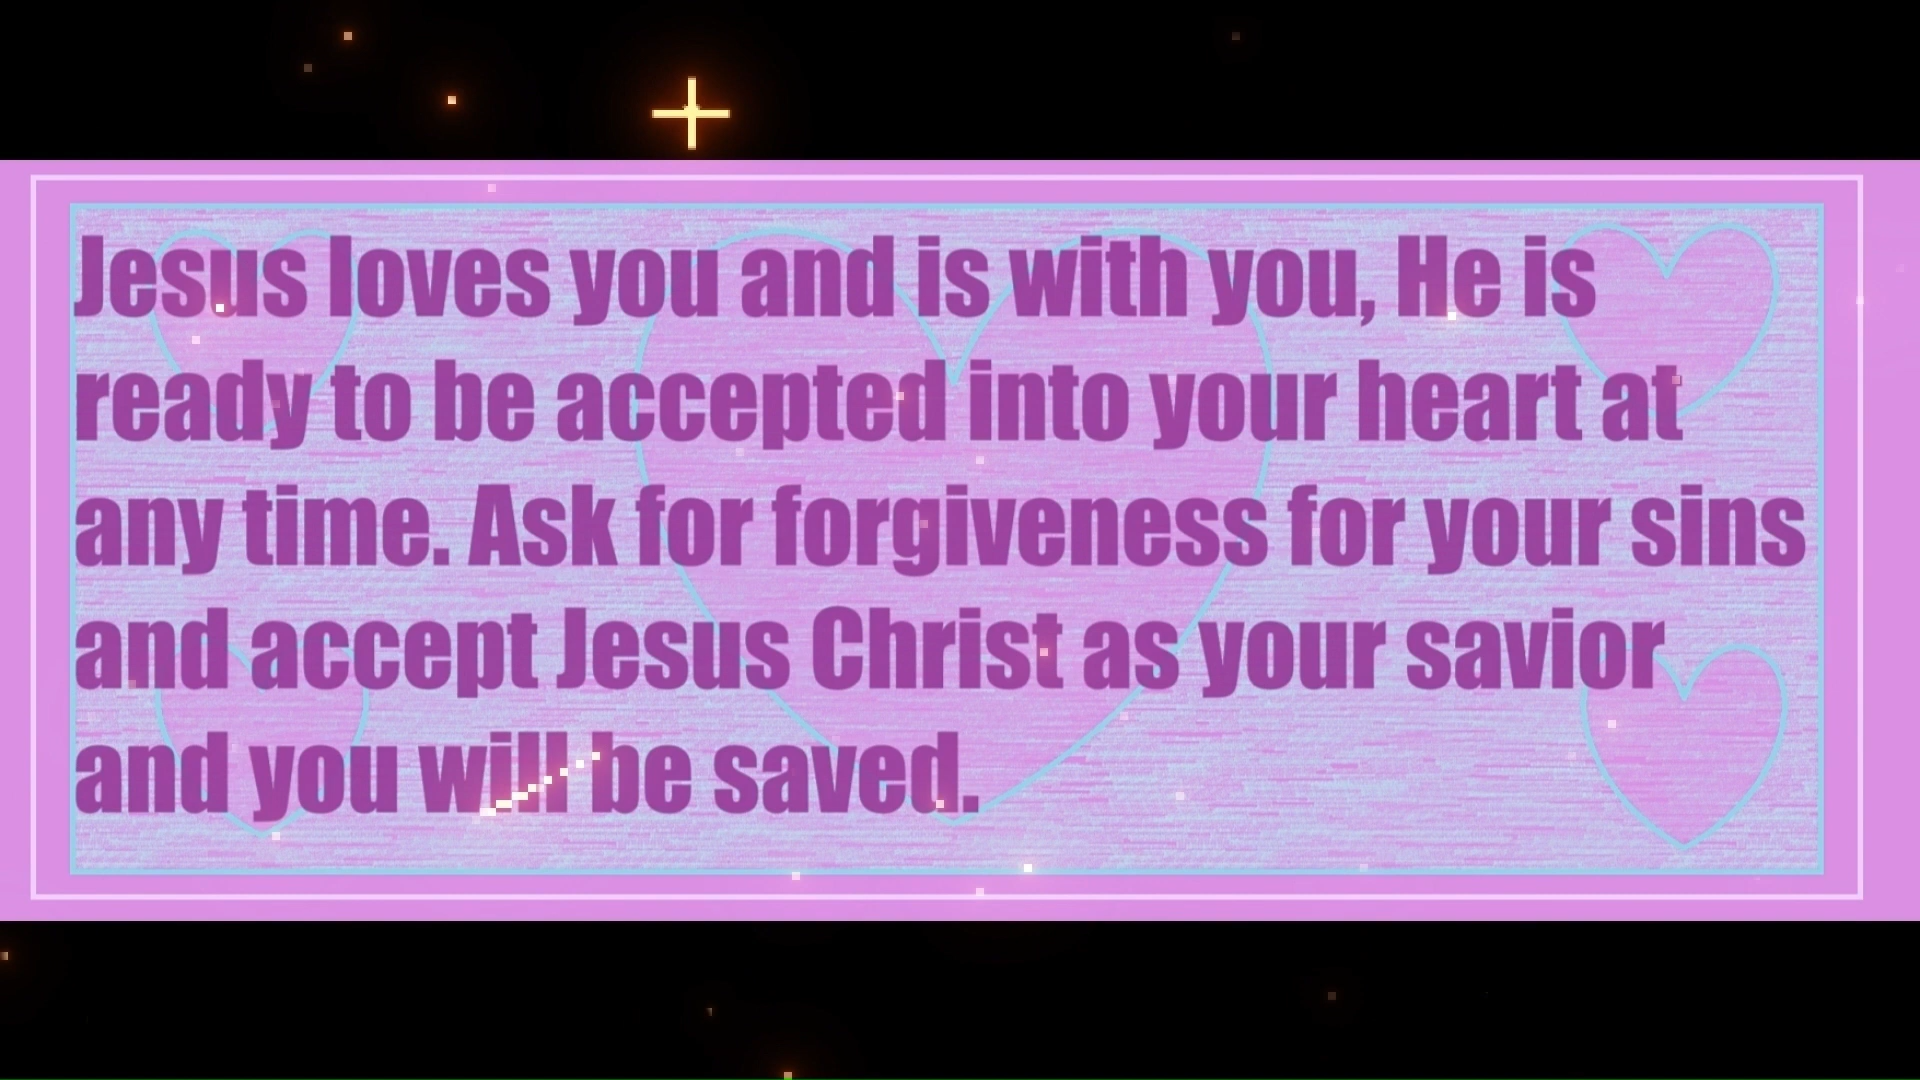 Jesus loves you and is with you, He is
ready to be accepted into your heart at
any time. Ask for forgiveness for your sins
and accept Jesus Christ as your savior
and you will be saved.